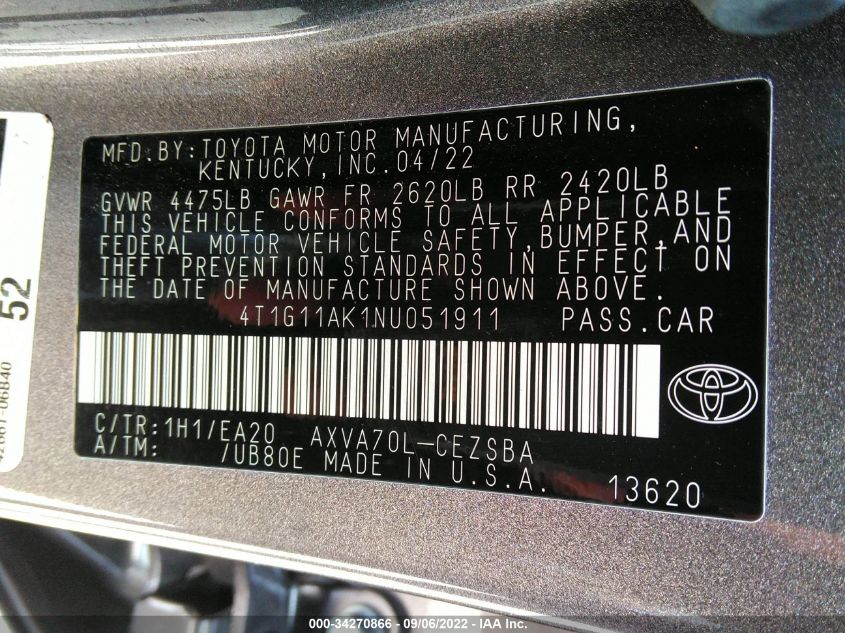 MFD.BY:TOYOTA MOTOR MANUFACTURING,
KENTUCKY,INC.04/22
GVWR 4475LB GAWR FR 2620LB RR 2420LB
THIS VEHICLE CONFORMS TO ALL APPLICABLE
FEDERAL MOTOR VEHICLE SAFETY,BUMPER,AND
THEFT PREVENTION STANDARDS IN EFFECT ON
THE DATE OF MANUFACTURE SHOWN ABOVE.
4T1G11AK1NU051911 PASS.CAR
C/TR:1H1/EA20 AXVA70L-CEZSBA
A/TM: /UB80E MADE IN U.S.A. 13620
52
000-34270866 - 09/06/2022 - IAA Inc.